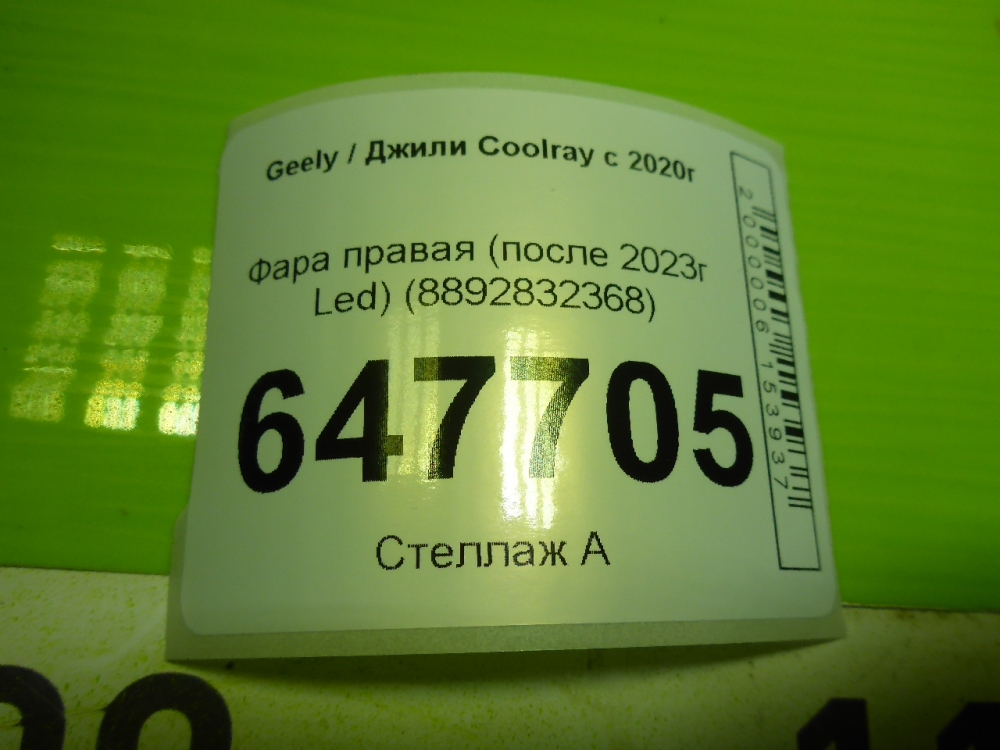 Geely / Джили Coolray с 2020г
Фара правая (после 2023г
Led) (8892832368)
647705
Стеллаж А
2000006153937